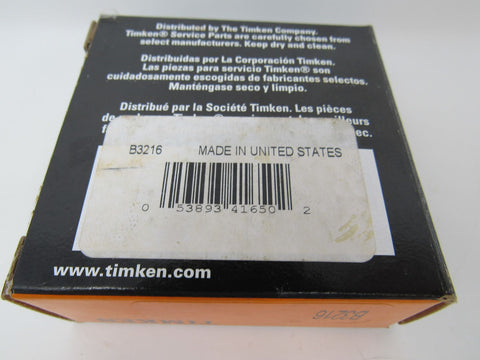 Distributed by The Timken Company.
Timken® Service Parts are carefully chosen from
select manufacturers. Keep dry and clean.
Distribuidas por La Corporación Timken.
Las piezas para servicio Timken® son
cuidadosamente escogidas de fabricantes selectos.
Manténgase seco y limpio.
Distribué par la Société Timken. Les pièces
B3216 MADE IN UNITED STATES
0 53893 41650 2
www.timken.com
B3216